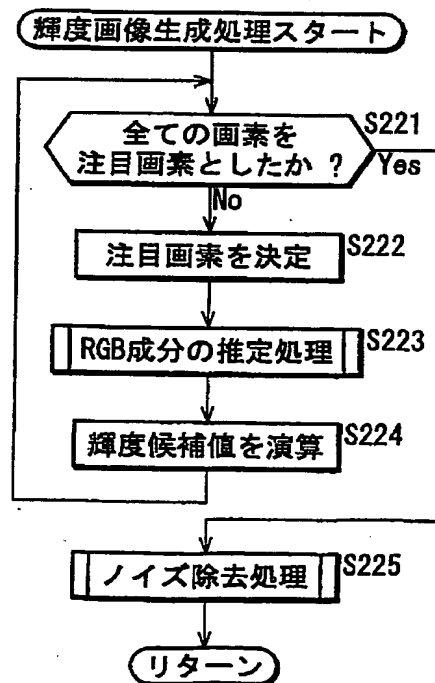 輝度画像生成処理スタート
S221
全ての画素を
注目画素としたか ?
Yes
No
S222
注目画素を決定
S223
RGB成分の推定処理
S224
輝度候補値を演算
S225
ノイズ除去処理
リターン